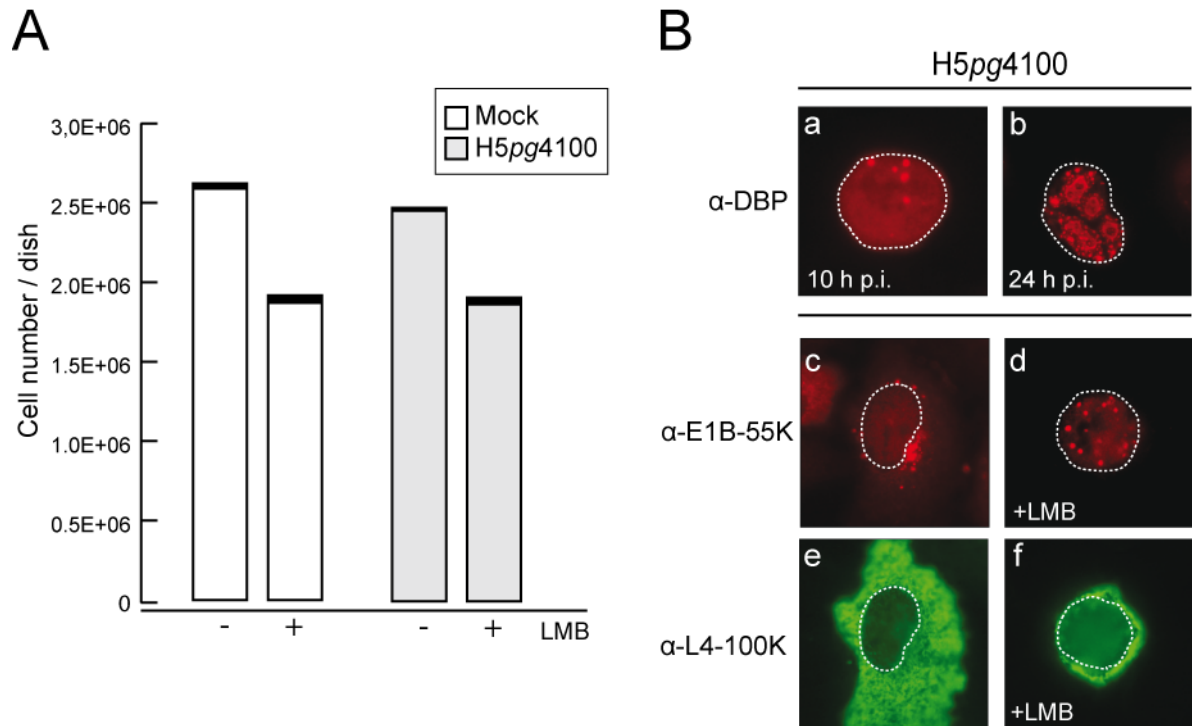 A
Mock
H5pg4100
Cell number / dish
3,0E+06
2.5E+06
2.0E+06
1.5E+06
1.0E+06
0.5E+06
0
- + - + LMB
B
H5pg4100
α-DBP
a
10 h p.i.
b
24 h p.i.
α-E1B-55K
c
d
+LMB
α-L4-100K
e
f
+LMB